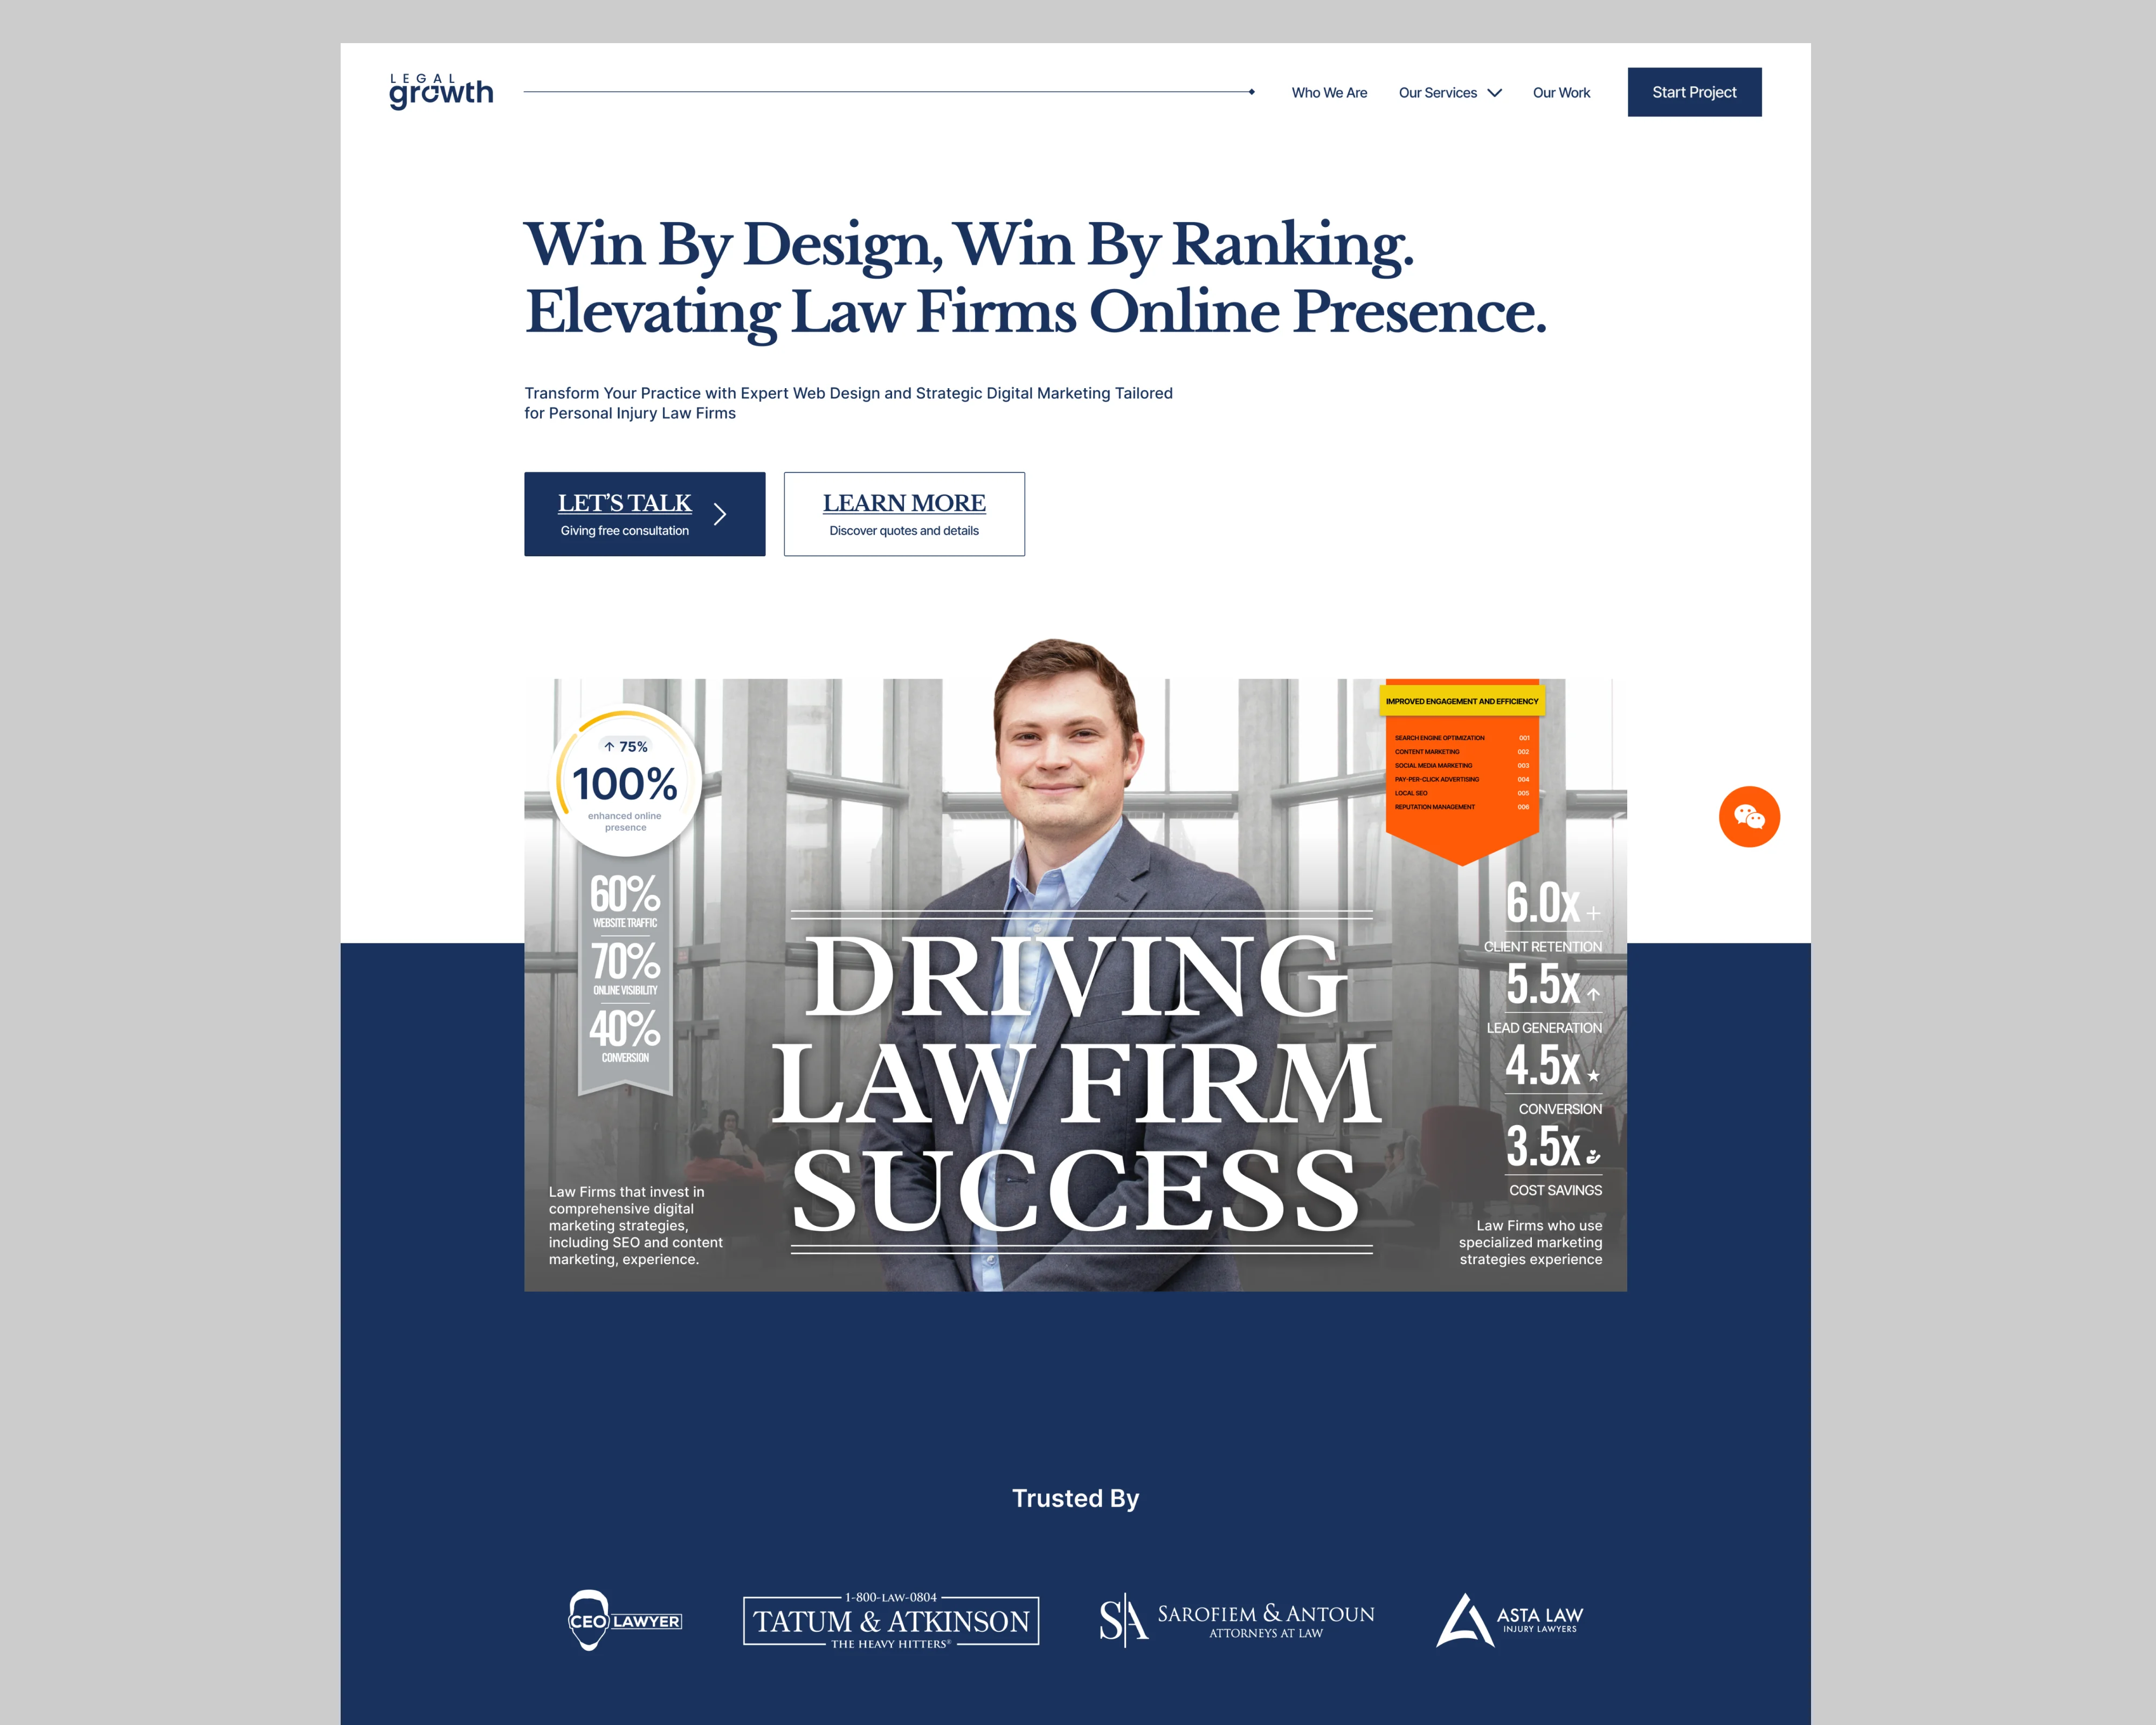 LEGAL
growth
Who We Are
Our Services
Our Work
Start Project
Win By Design, Win By Ranking.
Elevating Law Firms Online Presence.
Transform Your Practice with Expert Web Design and Strategic Digital Marketing Tailored
for Personal Injury Law Firms
LET'S TALK
Giving free consultation
LEARN MORE
Discover quotes and details
↑ 75%
100%
enhanced online
presence
60%
WEBSITE TRAFFIC
70%
ONLINE VISIBILITY
40%
CONVERSION
Law Firms that invest in
comprehensive digital
marketing strategies,
including SEO and content
marketing, experience.
DRIVING
LAW FIRM
SUCCESS
IMPROVED ENGAGEMENT AND EFFICIENCY
SEARCH ENGINE OPTIMIZATION 001
CONTENT MARKETING 002
SOCIAL MEDIA MARKETING 003
PAY-PER-CLICK ADVERTISING 004
LOCAL SEO 005
REPUTATION MANAGEMENT 006
6.0x +
CLIENT RETENTION
5.5x ↑
LEAD GENERATION
4.5x ★
CONVERSION
3.5x
COST SAVINGS
Law Firms who use
specialized marketing
strategies experience
Trusted By
CEO LAWYER
1-800-LAW-0804
TATUM & ATKINSON
THE HEAVY HITTERS®
SA
SAROFIEM & ANTOUN
ATTORNEYS AT LAW
ASTA LAW
INJURY LAWYERS